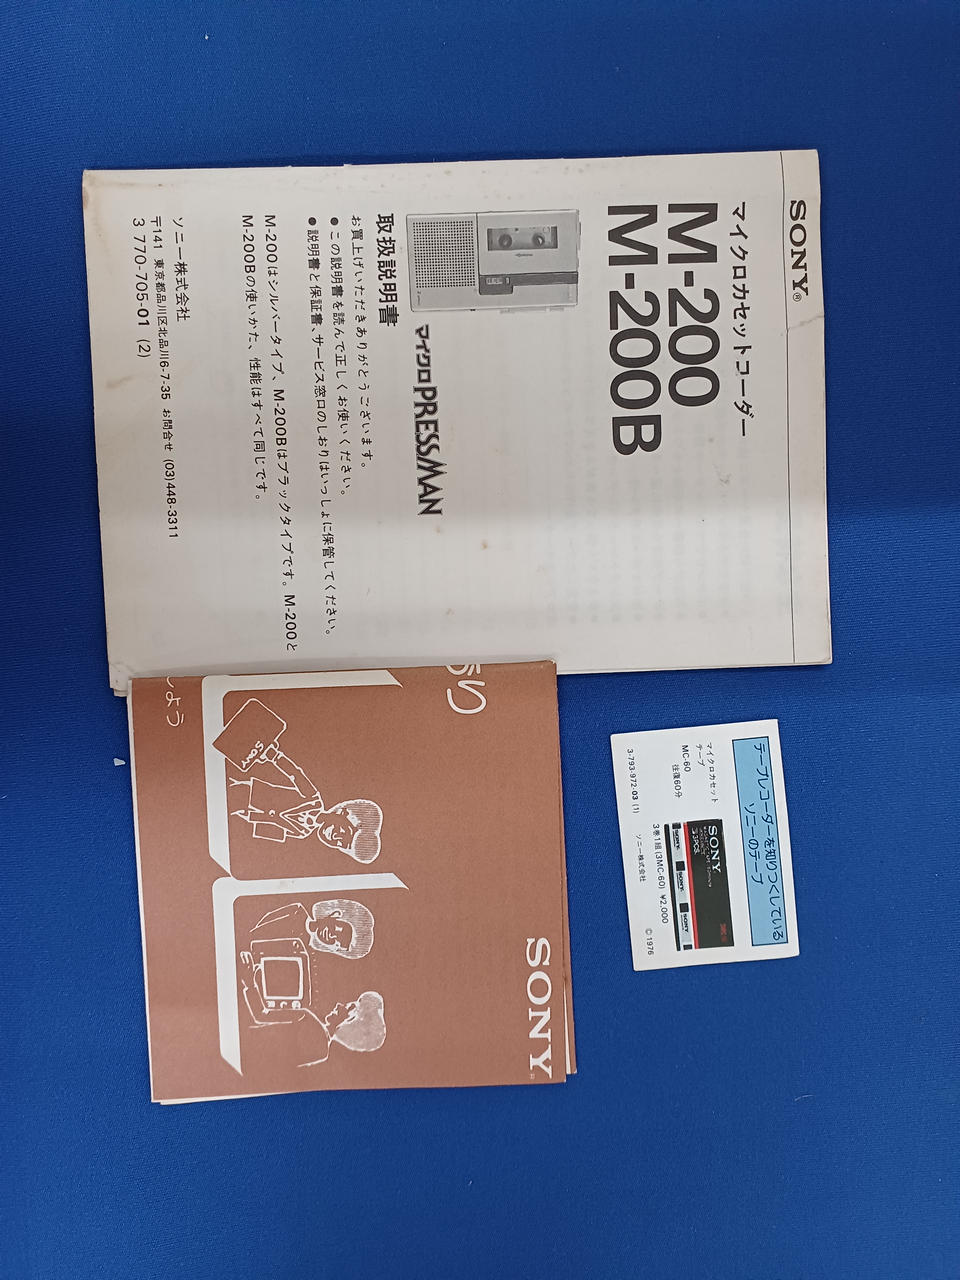 SONY®
マイクロカセットコーダー
M-200
M-200B
マイクロPRESSMAN
取扱説明書
お買上げいただきありがとうございます。
●この説明書を読んで正しくお使いください。
●説明書と保証書、サービス窓口のしおりはいっしょに保管してください。
M-200はシルバータイプ、M-200Bはブラックタイプです。M-200と
M-200Bの使いかた、性能はすべて同じです。
ソニー株式会社
〒141 東京都品川区北品川6-7-35 お問合せ (03)448-3311
3-770-705-01 (2)
テープレコーダーを知りつくしている
ソニーのテープ
マイクロカセット
テープ
MC-60
往復60分
SONY
3PCS.
SONY
SONY
SONY
3巻1組(3MC-60) ¥2,000
3-793-972-03 (1)
ソニー株式会社
©1976
おり
しょう
SONY
SONY®